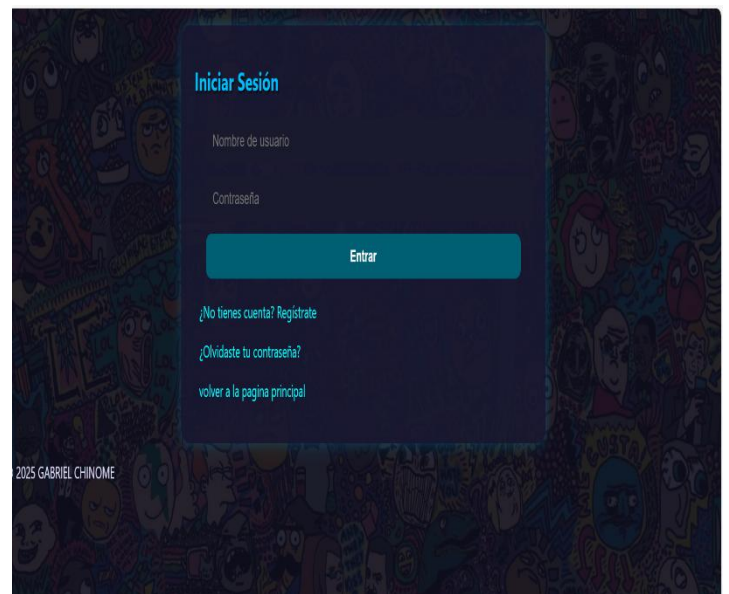 Iniciar Sesión
Nombre de usuario
Contraseña
Entrar
¿No tienes cuenta? Regístrate
¿Olvidaste tu contraseña?
volver a la pagina principal
2025 GABRIEL CHINOME
GUSTA